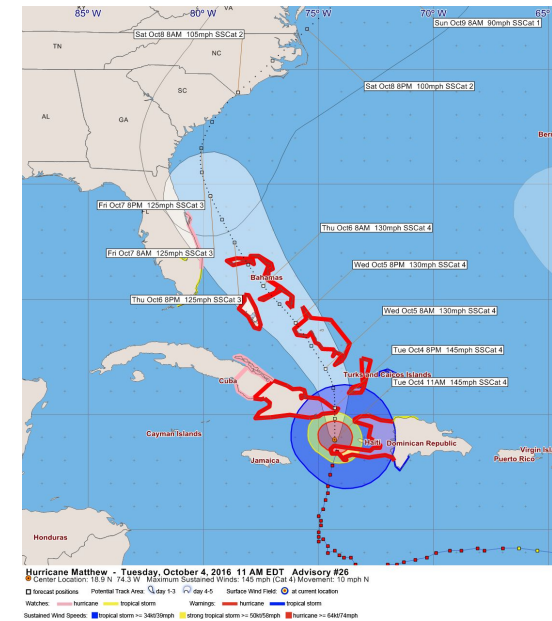 85° W 80° W 75° W 70° W 65°
VA
Sun Oct9 8AM 90mph SSCat 1
Sat Oct8 8AM 105mph SSCat 2
TN
NC
Sat Oct8 8PM 100mph SSCat 2
SC
AL
GA
Ber
Fri Oct7 8PM 125mph SSCat 3
FL
Thu Oct6 8AM 130mph SSCat 4
Fri Oct7 8AM 125mph SSCat 3
Wed Oct5 8PM 130mph SSCat 4
Bahamas
Thu Oct6 8PM 125mph SSCat 3
Wed Oct5 8AM 130mph SSCat 4
Tue Oct4 8PM 145mph SSCat 4
Turks and Caicos Islands
Cuba
Tue Oct4 11AM 145mph SSCat 4
Cayman Islands
Haiti
Dominican Republic
Virgin Isl
Jamaica
Puerto Rico
Honduras
Hurricane Matthew - Tuesday, October 4, 2016 11 AM EDT Advisory #26
Center Location: 18.9 N 74.3 W Maximum Sustained Winds: 145 mph (Cat 4) Movement: 10 mph N
forecast positions Potential Track Area: day 1-3 day 4-5 Surface Wind Field: at current location
Watches: hurricane tropical storm Warnings: hurricane tropical storm
Sustained Wind Speeds: tropical storm >= 34kt/39mph strong tropical storm >= 50kt/58mph hurricane >= 64kt/74mph